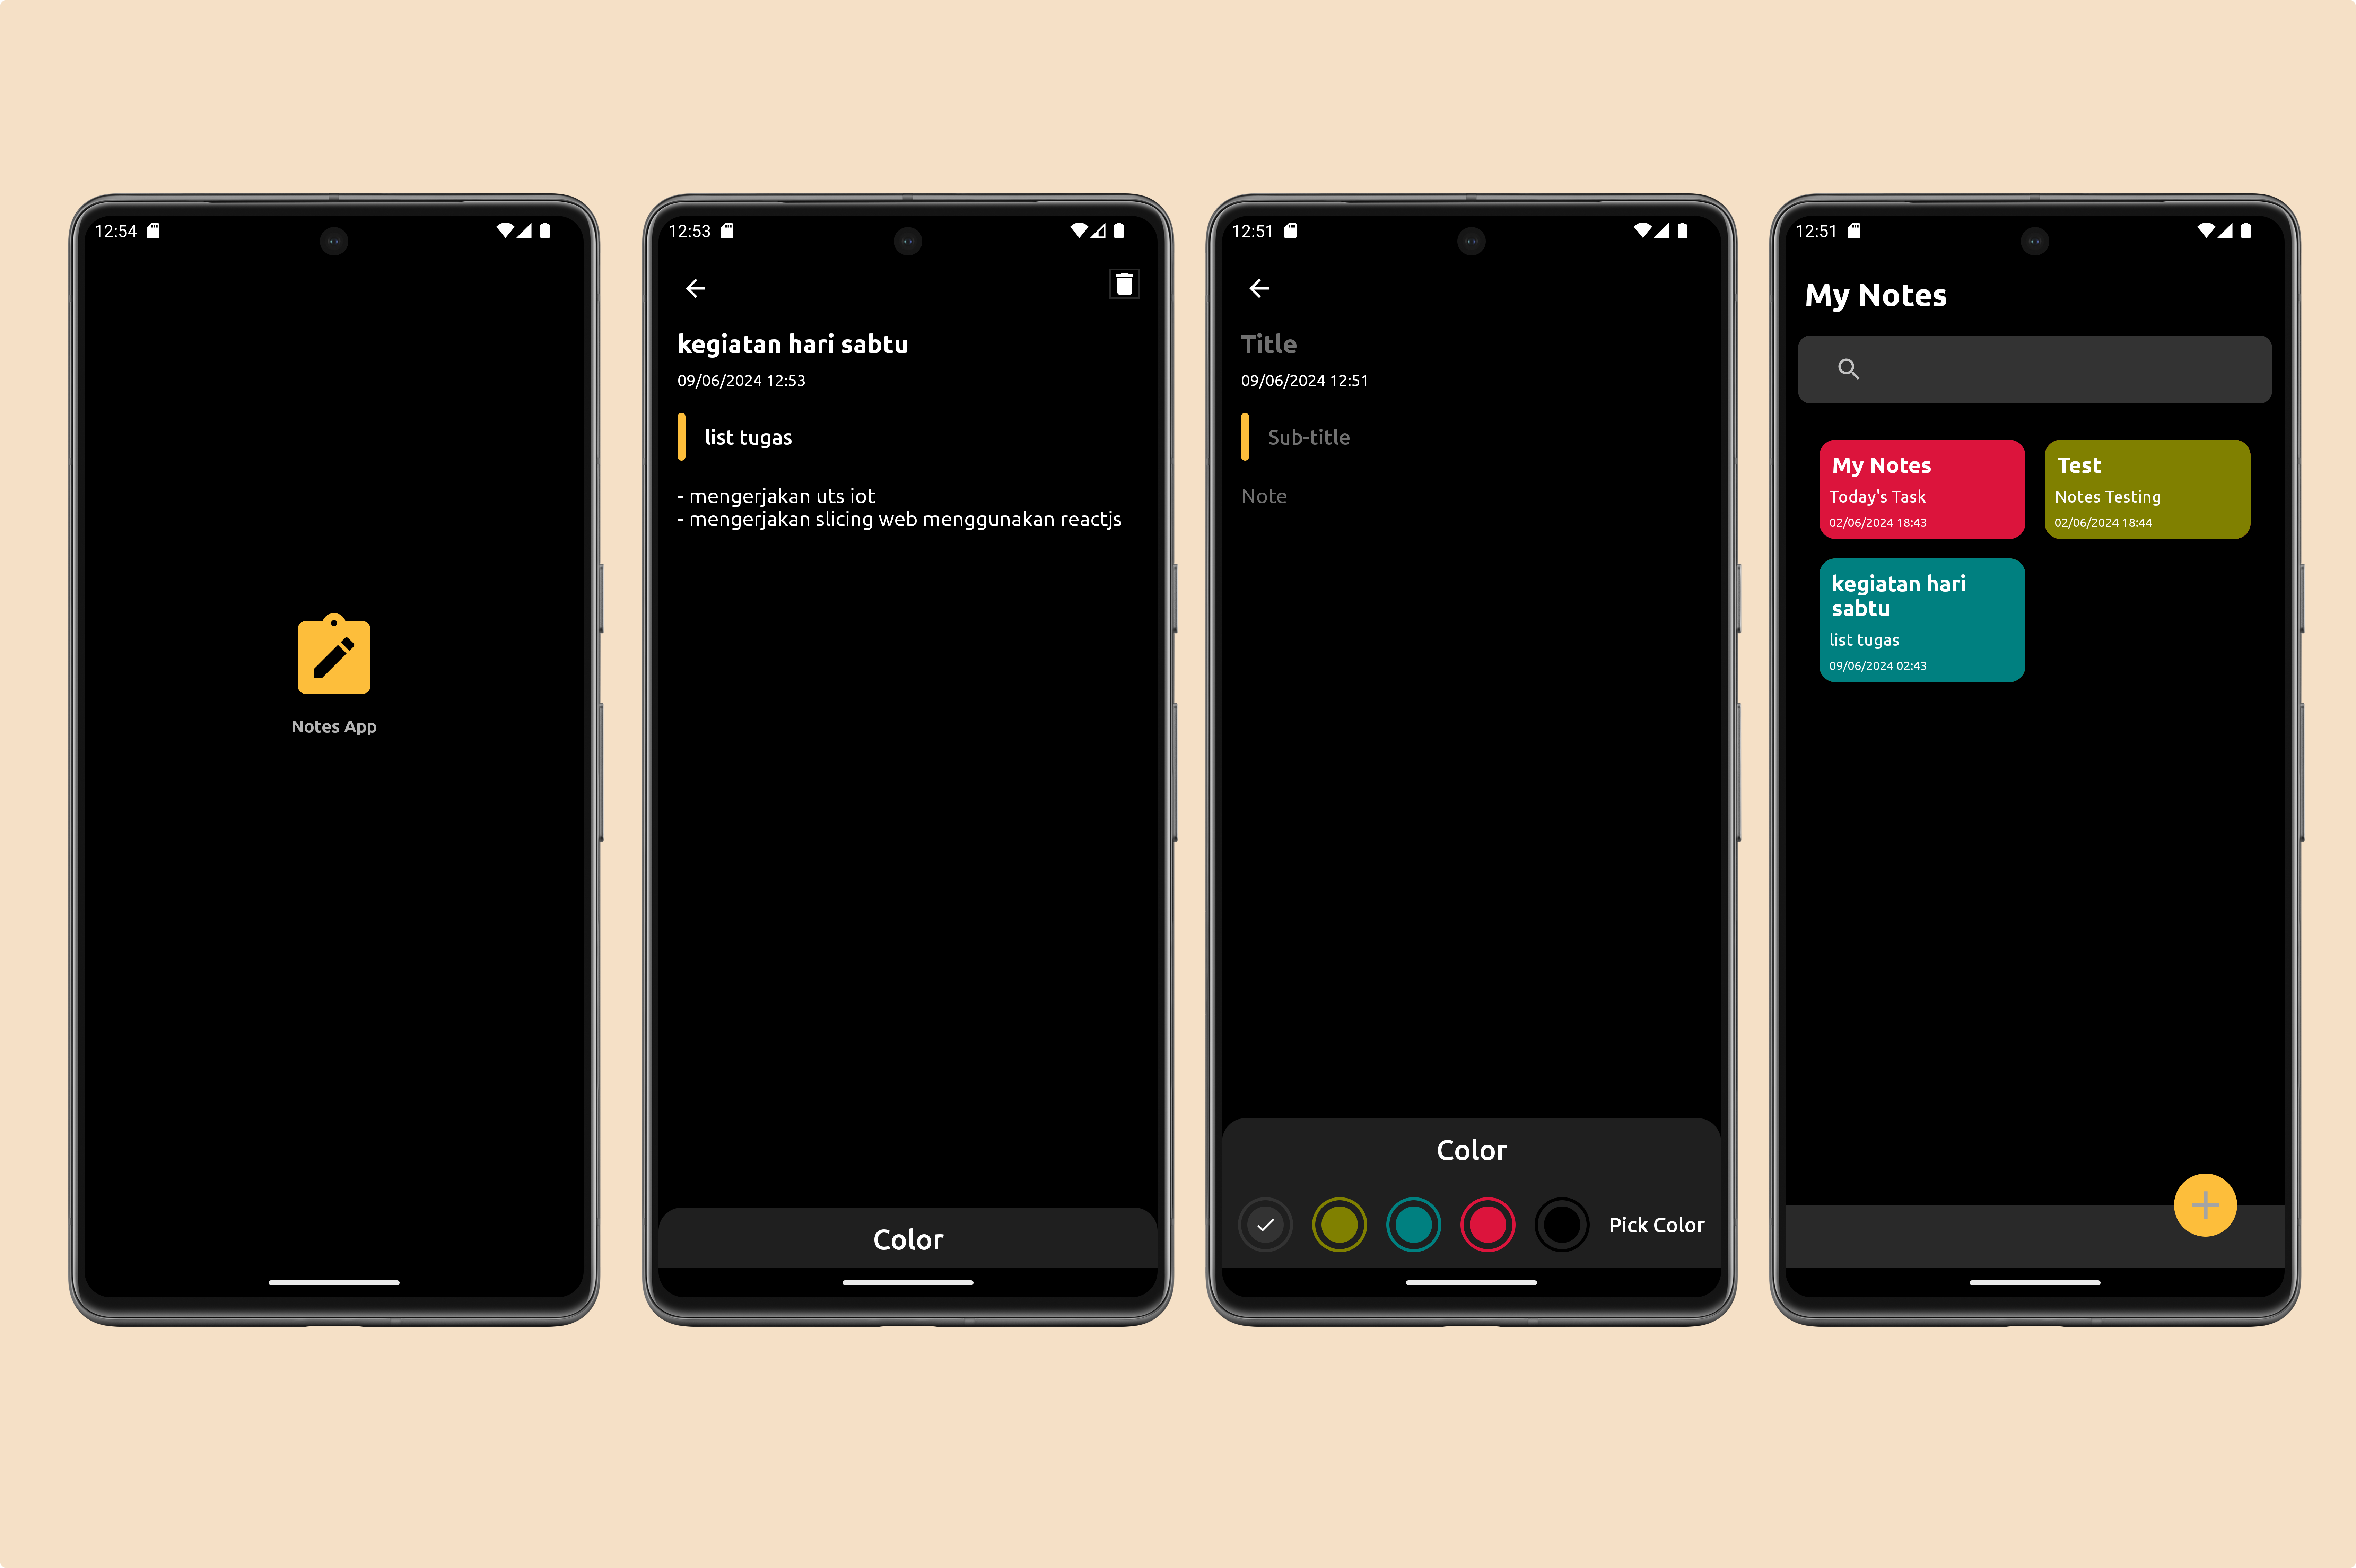 12:54
Notes App
12:53
kegiatan hari sabtu
09/06/2024 12:53
list tugas
- mengerjakan uts iot
- mengerjakan slicing web menggunakan reactjs
Color
12:51
Title
09/06/2024 12:51
Sub-title
Note
Color
Pick Color
12:51
My Notes
My Notes
Today's Task
02/06/2024 18:43
Test
Notes Testing
02/06/2024 18:44
kegiatan hari
sabtu
list tugas
09/06/2024 02:43